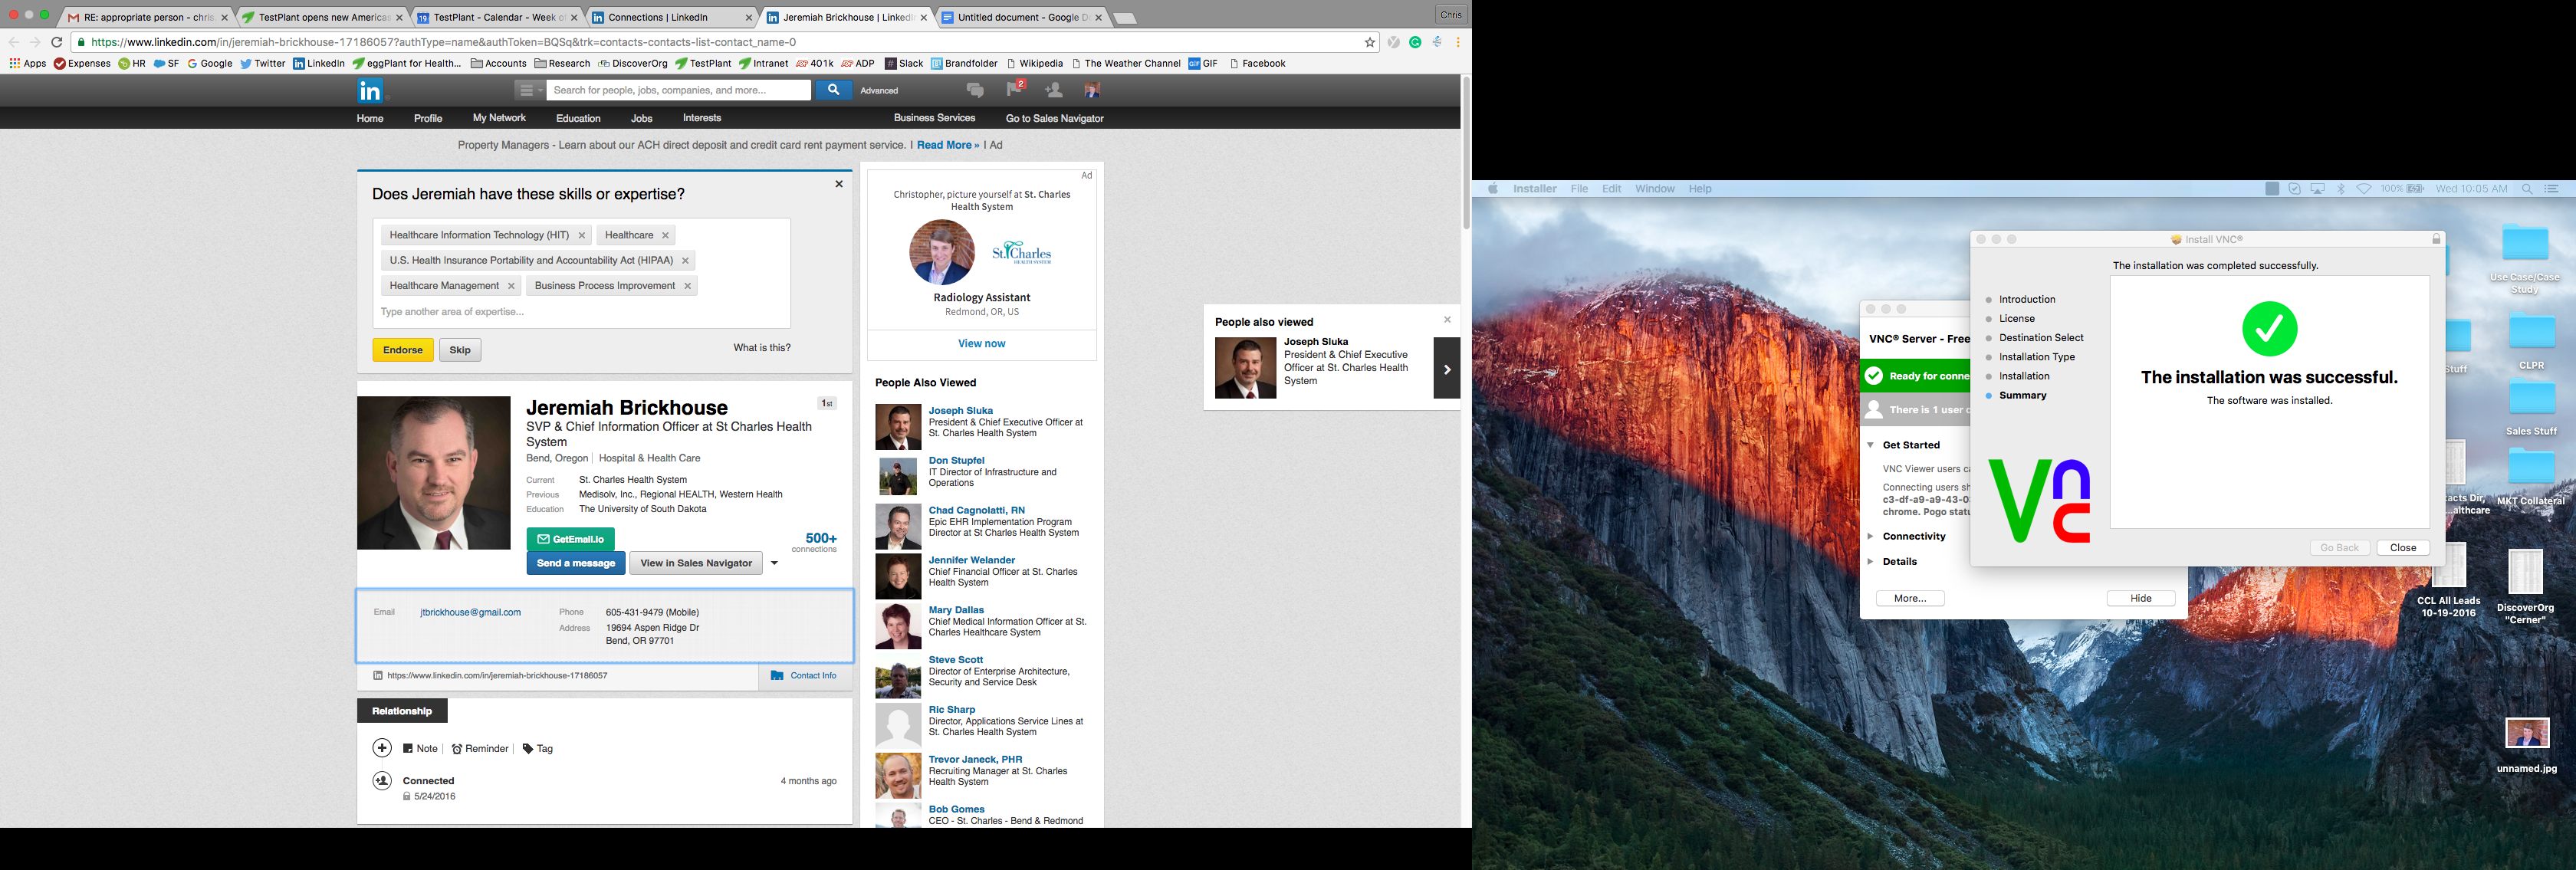 RE: appropriate person - chris.
TestPlant opens new Americas
TestPlant - Calendar - Week of
Connections | LinkedIn
Jeremiah Brickhouse | LinkedIn
Untitled document - Google D
Chris
https://www.linkedin.com/in/jeremiah-brickhouse-17186057?authType=name&authToken=BQSq&trk=contacts-contacts-list-contact_name-0
Apps Expenses HR SF Google Twitter LinkedIn eggPlant for Health... Accounts Research DiscoverOrg TestPlant Intranet 401k ADP Slack Brandfolder Wikipedia The Weather Channel GIF Facebook
in Search for people, jobs, companies, and more... Advanced 2
Home Profile My Network Education Jobs Interests Business Services Go to Sales Navigator
Property Managers - Learn about our ACH direct deposit and credit card rent payment service. | Read More » | Ad
Does Jeremiah have these skills or expertise?
Healthcare Information Technology (HIT) Healthcare
U.S. Health Insurance Portability and Accountability Act (HIPAA)
Healthcare Management Business Process Improvement
Type another area of expertise...
Endorse Skip What is this?
Jeremiah Brickhouse 1st
SVP & Chief Information Officer at St Charles Health
System
Bend, Oregon | Hospital & Health Care
Current St. Charles Health System
Previous Medisolv, Inc., Regional HEALTH, Western Health
Education The University of South Dakota
GetEmail.io
500+
connections
Send a message View in Sales Navigator
Email jtbrickhouse@gmail.com Phone 605-431-9479 (Mobile)
Address 19694 Aspen Ridge Dr
Bend, OR 97701
https://www.linkedin.com/in/jeremiah-brickhouse-17186057 Contact Info
Relationship
Note | Reminder | Tag
Connected 4 months ago
5/24/2016
Ad
Christopher, picture yourself at St. Charles
Health System
St.Charles
HEALTH SYSTEM
Radiology Assistant
Redmond, OR, US
View now
People Also Viewed
Joseph Sluka
President & Chief Executive Officer at
St. Charles Health System
Don Stupfel
IT Director of Infrastructure and
Operations
Chad Cagnolatti, RN
Epic EHR Implementation Program
Director at St Charles Health System
Jennifer Welander
Chief Financial Officer at St. Charles
Health System
Mary Dallas
Chief Medical Information Officer at St.
Charles Healthcare System
Steve Scott
Director of Enterprise Architecture,
Security and Service Desk
Ric Sharp
Director, Applications Service Lines at
St. Charles Health System
Trevor Janeck, PHR
Recruiting Manager at St. Charles
Health System
Bob Gomes
CEO - St. Charles - Bend & Redmond
People also viewed
Joseph Sluka
President & Chief Executive
Officer at St. Charles Health
System
Installer File Edit Window Help 100% Wed 10:05 AM
Install VNC®
The installation was completed successfully.
Introduction
License
Destination Select
Installation Type
Installation
Summary
The installation was successful.
The software was installed.
Vnc
Go Back Close
VNC® Server - Free
Ready for conne
There is 1 user c
Get Started
VNC Viewer users ca
Connecting users sh
c3-df-a9-a9-43-0
chrome. Pogo statu
Connectivity
Details
More... Hide
Use Case/Case
Study
Stuff
CLPR
Sales Stuff
tacts Dir,
...althcare
MKT Collateral
CCL All Leads
10-19-2016
DiscoverOrg
"Cerner"
unnamed.jpg